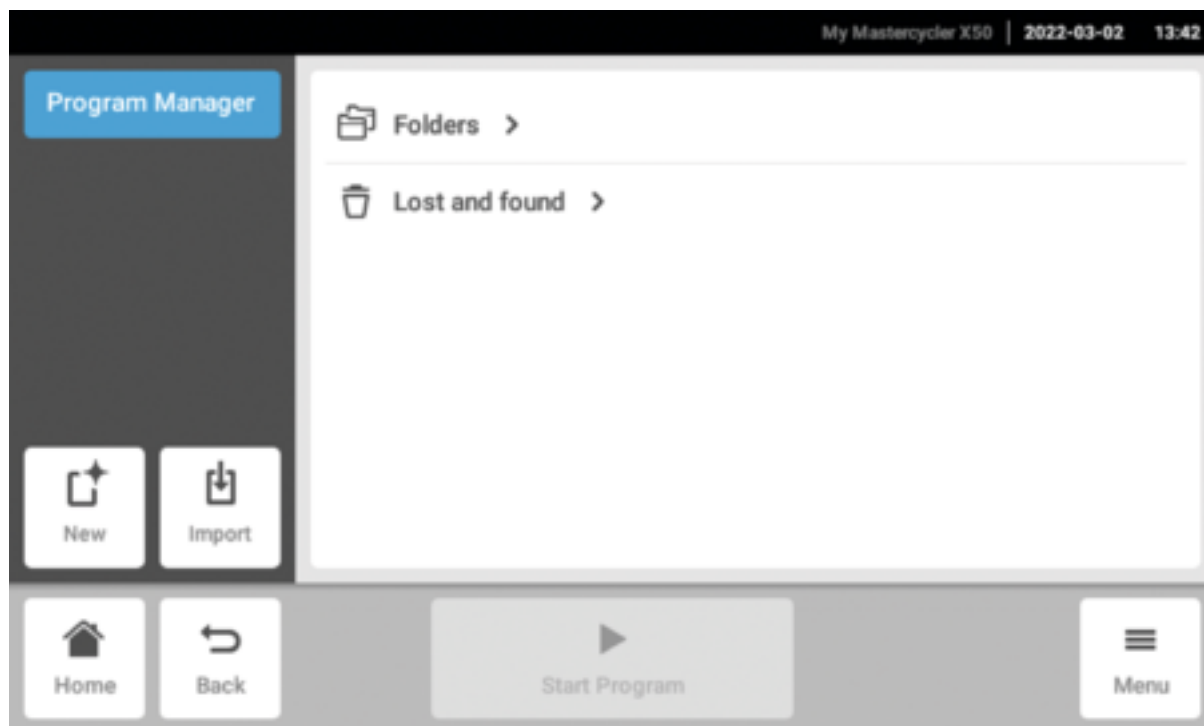 My Mastercycler X50 | 2022-03-02 13:42
Program Manager
Folders
Lost and found
New
Import
Home
Back
Start Program
Menu